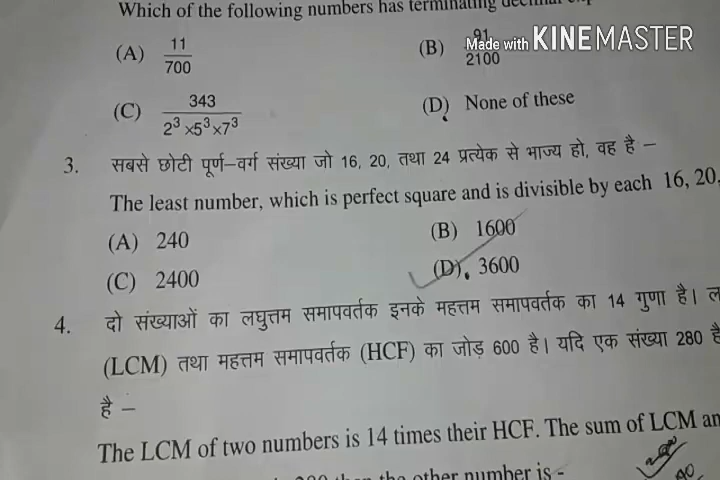 Which of the following numbers has terminating
(A) 11/700
(B) 91/2100
Made with KINEMASTER
(C) 343/2³×5³×7³
(D) None of these
3. सबसे छोटी पूर्ण–वर्ग संख्या जो 16, 20, तथा 24 प्रत्येक से भाज्य हो, वह है –
The least number, which is perfect square and is divisible by each 16, 20,
(A) 240
(B) 1600
(C) 2400
(D) 3600
4. दो संख्याओं का लघुत्तम समापवर्तक इनके महत्तम समापवर्तक का 14 गुणा है। ल
(LCM) तथा महत्तम समापवर्तक (HCF) का जोड़ 600 है। यदि एक संख्या 280 है
है –
The LCM of two numbers is 14 times their HCF. The sum of LCM an
the other number is -